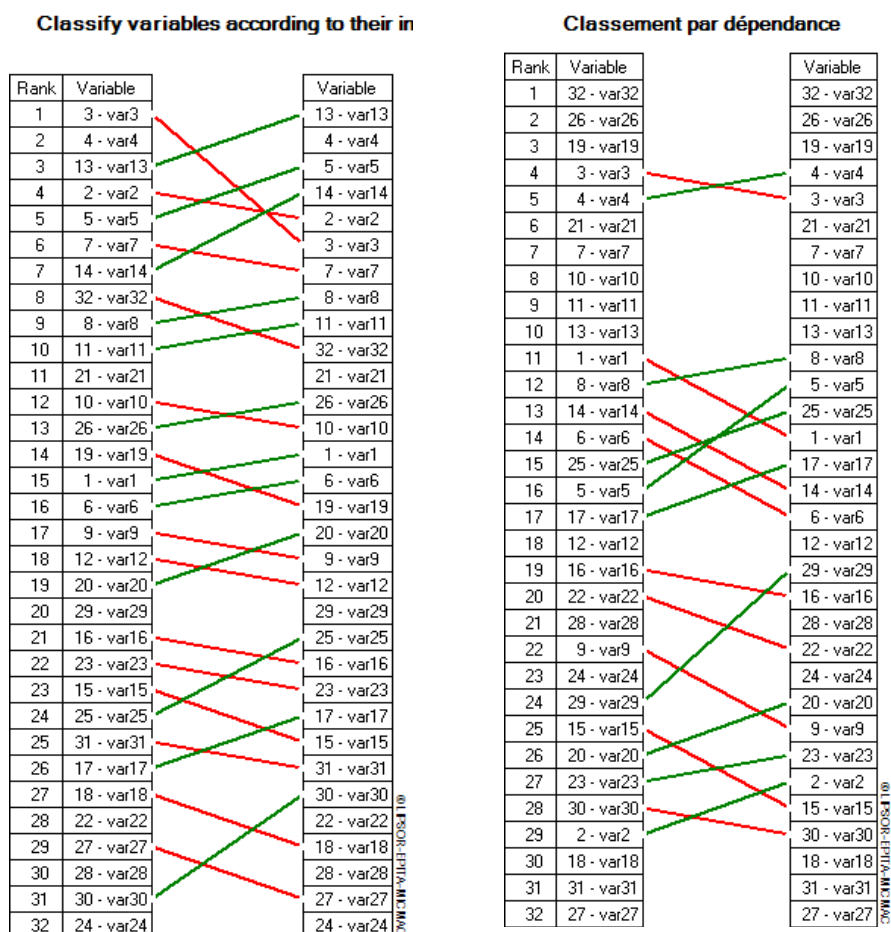 Classify variables according to their in
Rank Variable Variable
1 3 - var3 13 - var13
2 4 - var4 4 - var4
3 13 - var13 5 - var5
4 2 - var2 14 - var14
5 5 - var5 2 - var2
6 7 - var7 3 - var3
7 14 - var14 7 - var7
8 32 - var32 8 - var8
9 8 - var8 11 - var11
10 11 - var11 32 - var32
11 21 - var21 21 - var21
12 10 - var10 26 - var26
13 26 - var26 10 - var10
14 19 - var19 1 - var1
15 1 - var1 6 - var6
16 6 - var6 19 - var19
17 9 - var9 20 - var20
18 12 - var12 9 - var9
19 20 - var20 12 - var12
20 29 - var29 29 - var29
21 16 - var16 25 - var25
22 23 - var23 16 - var16
23 15 - var15 23 - var23
24 25 - var25 17 - var17
25 31 - var31 15 - var15
26 17 - var17 31 - var31
27 18 - var18 30 - var30
28 22 - var22 22 - var22
29 27 - var27 18 - var18
30 28 - var28 28 - var28
31 30 - var30 27 - var27
32 24 - var24 24 - var24
© LIPSOR-EPITA-MICMAC
Classement par dépendance
Rank Variable Variable
1 32 - var32 32 - var32
2 26 - var26 26 - var26
3 19 - var19 19 - var19
4 3 - var3 4 - var4
5 4 - var4 3 - var3
6 21 - var21 21 - var21
7 7 - var7 7 - var7
8 10 - var10 10 - var10
9 11 - var11 11 - var11
10 13 - var13 13 - var13
11 1 - var1 8 - var8
12 8 - var8 5 - var5
13 14 - var14 25 - var25
14 6 - var6 1 - var1
15 25 - var25 17 - var17
16 5 - var5 14 - var14
17 17 - var17 6 - var6
18 12 - var12 12 - var12
19 16 - var16 29 - var29
20 22 - var22 16 - var16
21 28 - var28 28 - var28
22 9 - var9 22 - var22
23 24 - var24 24 - var24
24 29 - var29 20 - var20
25 15 - var15 9 - var9
26 20 - var20 23 - var23
27 23 - var23 2 - var2
28 30 - var30 15 - var15
29 2 - var2 30 - var30
30 18 - var18 18 - var18
31 31 - var31 31 - var31
32 27 - var27 27 - var27
© LIPSOR-EPITA-MICMAC